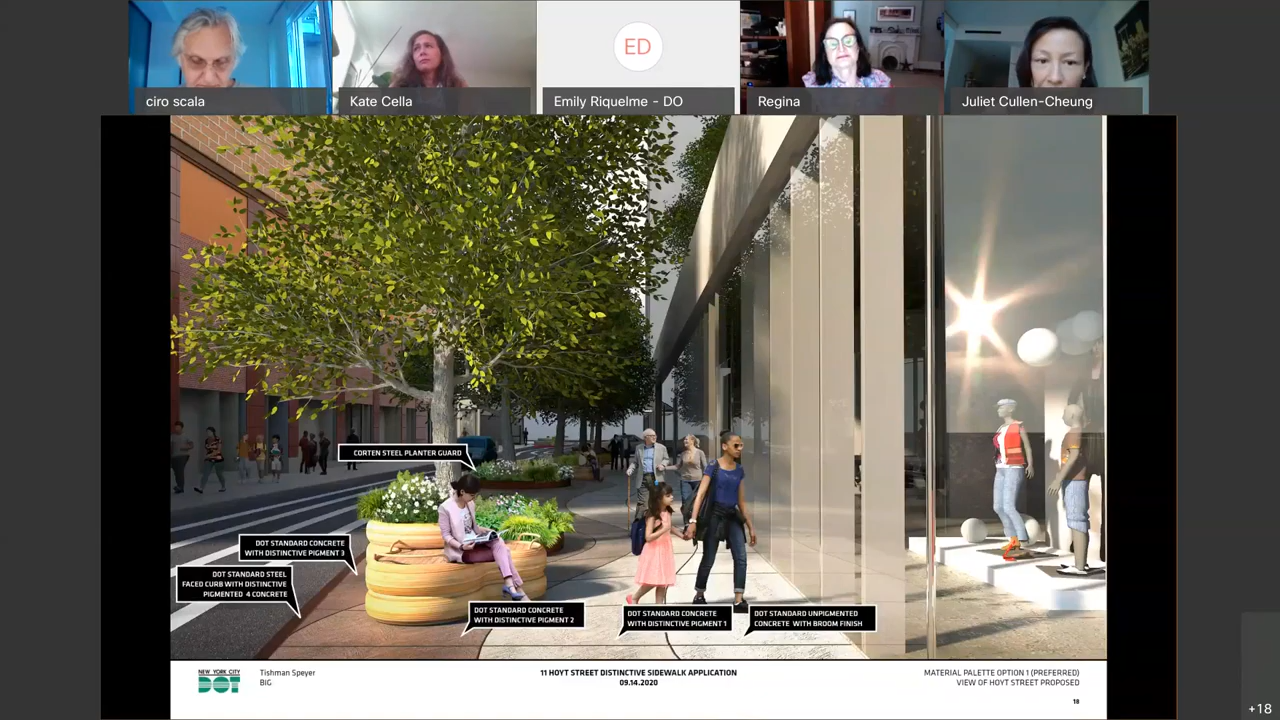 ED
ciro scala
Kate Cella
Emily Riquelme - DO
Regina
Juliet Cullen-Cheung
CORTEN STEEL PLANTER GUARD
DOT STANDARD CONCRETE
WITH DISTINCTIVE PIGMENT 3
DOT STANDARD STEEL
FACED CURB WITH DISTINCTIVE
PIGMENTED 4 CONCRETE
DOT STANDARD CONCRETE
WITH DISTINCTIVE PIGMENT 2
DOT STANDARD CONCRETE
WITH DISTINCTIVE PIGMENT 1
DOT STANDARD UNPIGMENTED
CONCRETE WITH BROOM FINISH
NEW YORK CITY
DOT
Tishman Speyer
BIG
11 HOYT STREET DISTINCTIVE SIDEWALK APPLICATION
09.14.2020
MATERIAL PALETTE OPTION 1 (PREFERRED)
VIEW OF HOYT STREET PROPOSED
18
+18